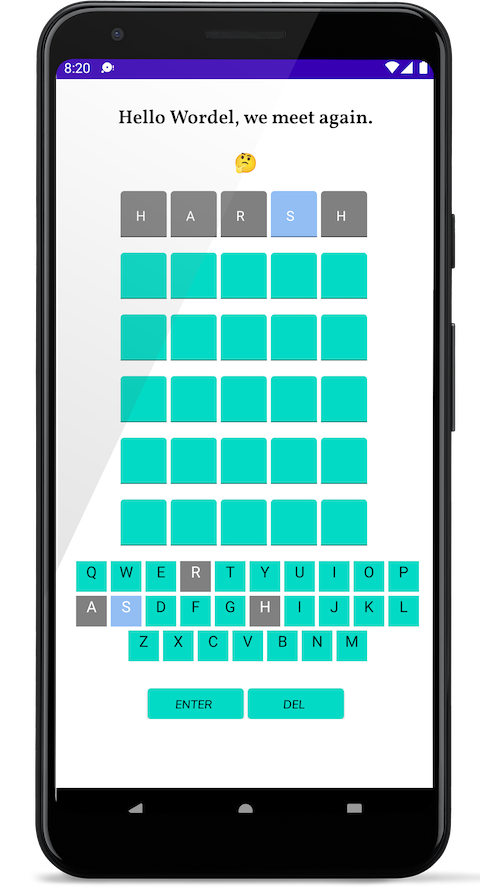 8:20
Hello Wordel, we meet again.
H A R S H
Q W E R T Y U I O P
A S D F G H I J K L
Z X C V B N M
ENTER DEL